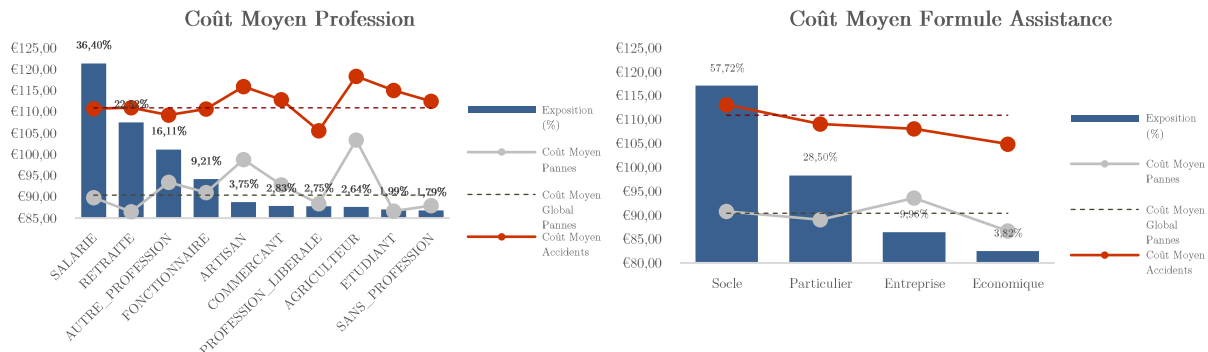 Coût Moyen Profession
€125,00
€120,00
€115,00
€110,00
€105,00
€100,00
€95,00
€90,00
€85,00
36,40%
22,52%
16,11%
9,21%
3,75%
2,83%
2,75%
2,64%
1,99%
1,79%
SALARIE
RETRAITE
AUTRE_PROFESSION
FONCTIONNAIRE
ARTISAN
COMMERCANT
PROFESSION_LIBERALE
AGRICULTEUR
ETUDIANT
SANS_PROFESSION
Exposition
(%)
Coût Moyen
Pannes
Coût Moyen
Global
Pannes
Coût Moyen
Accidents
Coût Moyen Formule Assistance
€125,00
€120,00
€115,00
€110,00
€105,00
€100,00
€95,00
€90,00
€85,00
€80,00
57,72%
28,50%
9,96%
3,82%
Socle
Particulier
Entreprise
Economique
Exposition
(%)
Coût Moyen
Pannes
Coût Moyen
Global
Pannes
Coût Moyen
Accidents